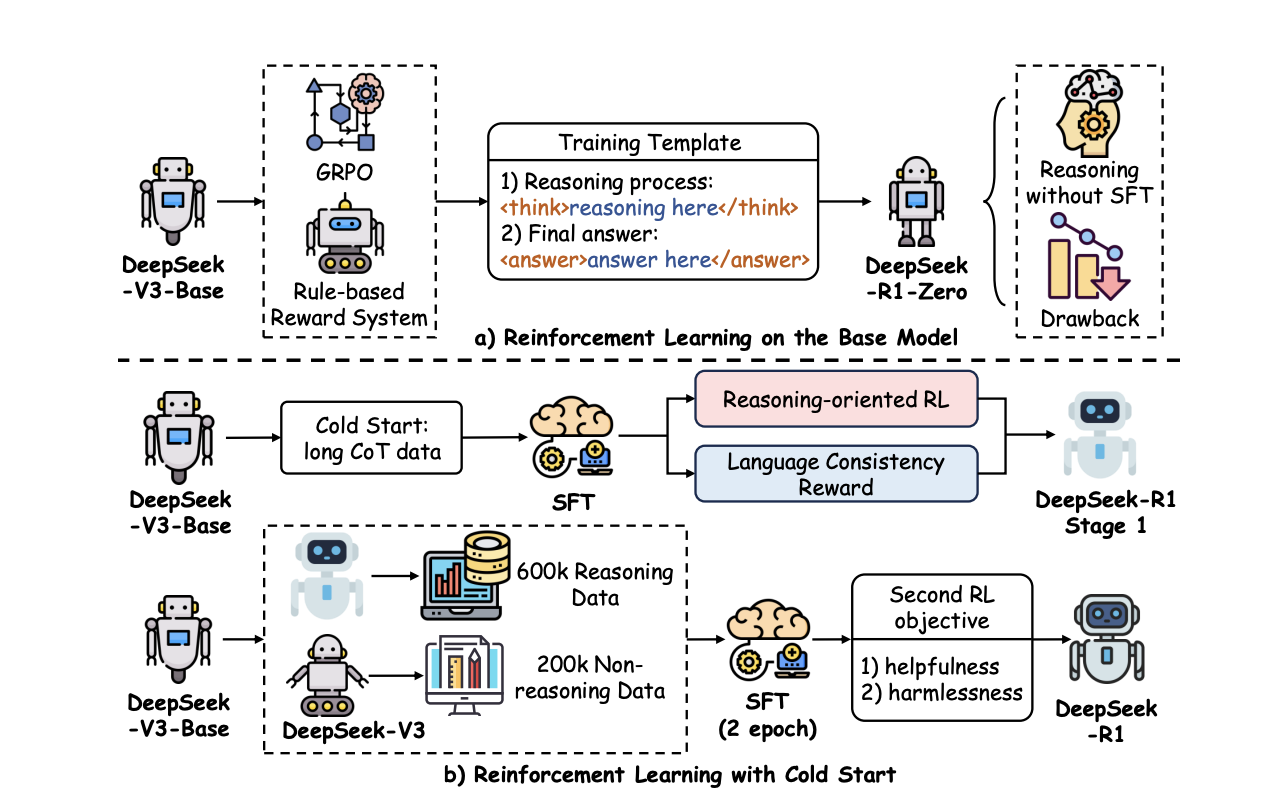 GRPO
Rule-based
Reward System
DeepSeek
-V3-Base
Training Template
1) Reasoning process:
<think>reasoning here</think>
2) Final answer:
<answer>answer here</answer>
DeepSeek
-R1-Zero
Reasoning
without SFT
Drawback
a) Reinforcement Learning on the Base Model
DeepSeek
-V3-Base
Cold Start:
long CoT data
SFT
Reasoning-oriented RL
Language Consistency
Reward
DeepSeek-R1
Stage 1
DeepSeek
-V3-Base
600k Reasoning
Data
DeepSeek-V3
200k Non-
reasoning Data
SFT
(2 epoch)
Second RL
objective
1) helpfulness
2) harmlessness
DeepSeek
-R1
b) Reinforcement Learning with Cold Start